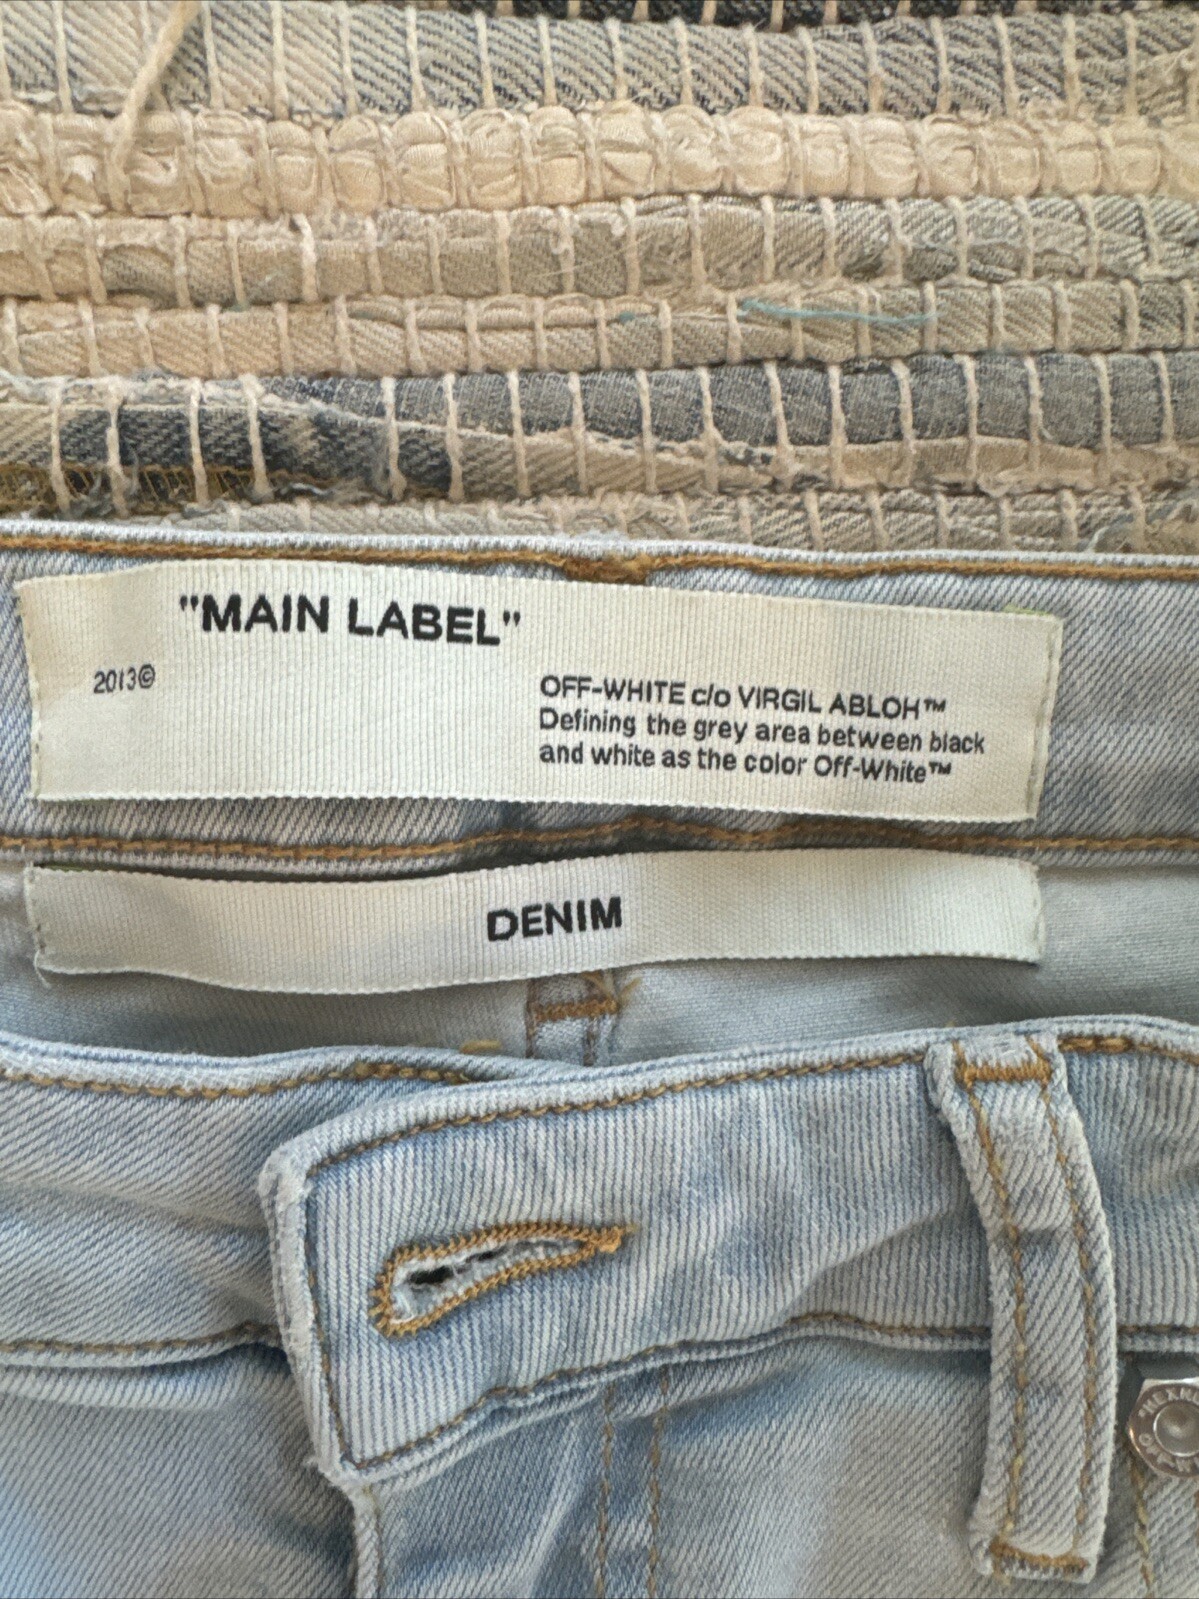 "MAIN LABEL"
2013©
OFF-WHITE c/o VIRGIL ABLOH™
Defining the grey area between black
and white as the color Off-White™
DENIM